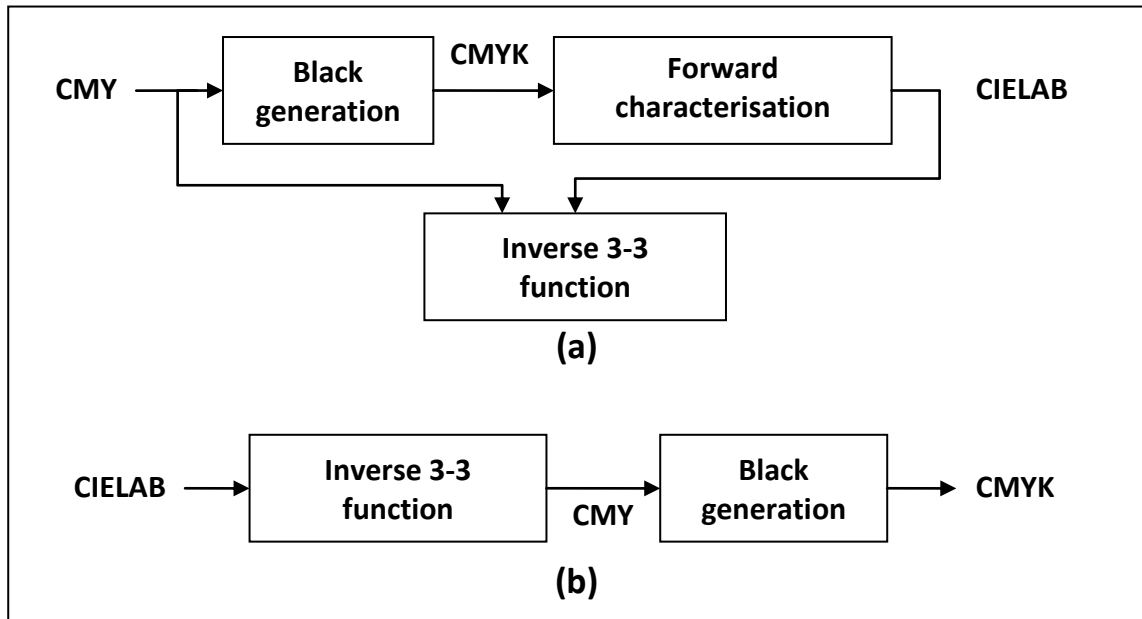 CMY
Black
generation
CMYK
Forward
characterisation
CIELAB
Inverse 3-3
function
(a)
CIELAB
Inverse 3-3
function
CMY
Black
generation
CMYK
(b)